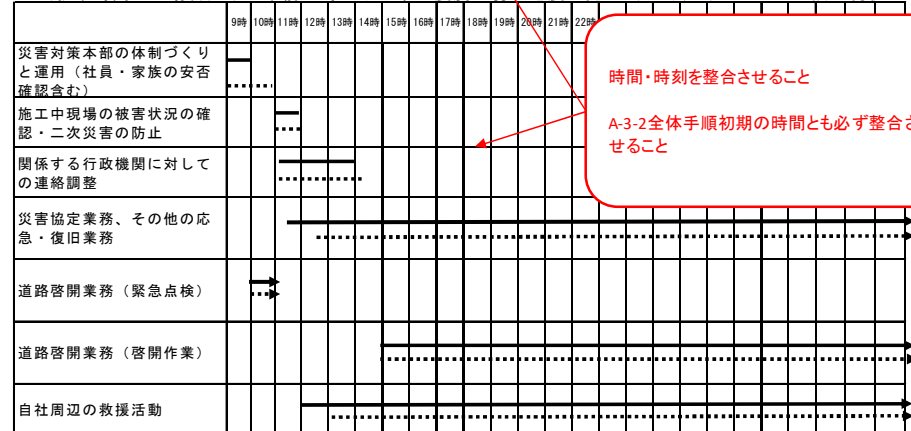 9時 10時 11時 12時 13時 14時 15時 16時 17時 18時 19時 20時 21時 22時
災害対策本部の体制づくり
と運用（社員・家族の安否
確認含む）
施工中現場の被害状況の確
認・二次災害の防止
関係する行政機関に対して
の連絡調整
災害協定業務、その他の応
急・復旧業務
道路啓開業務（緊急点検）
道路啓開業務（啓開作業）
自社周辺の救援活動
時間・時刻を整合させること
A-3-2全体手順初期の時間とも必ず整合さ
せること